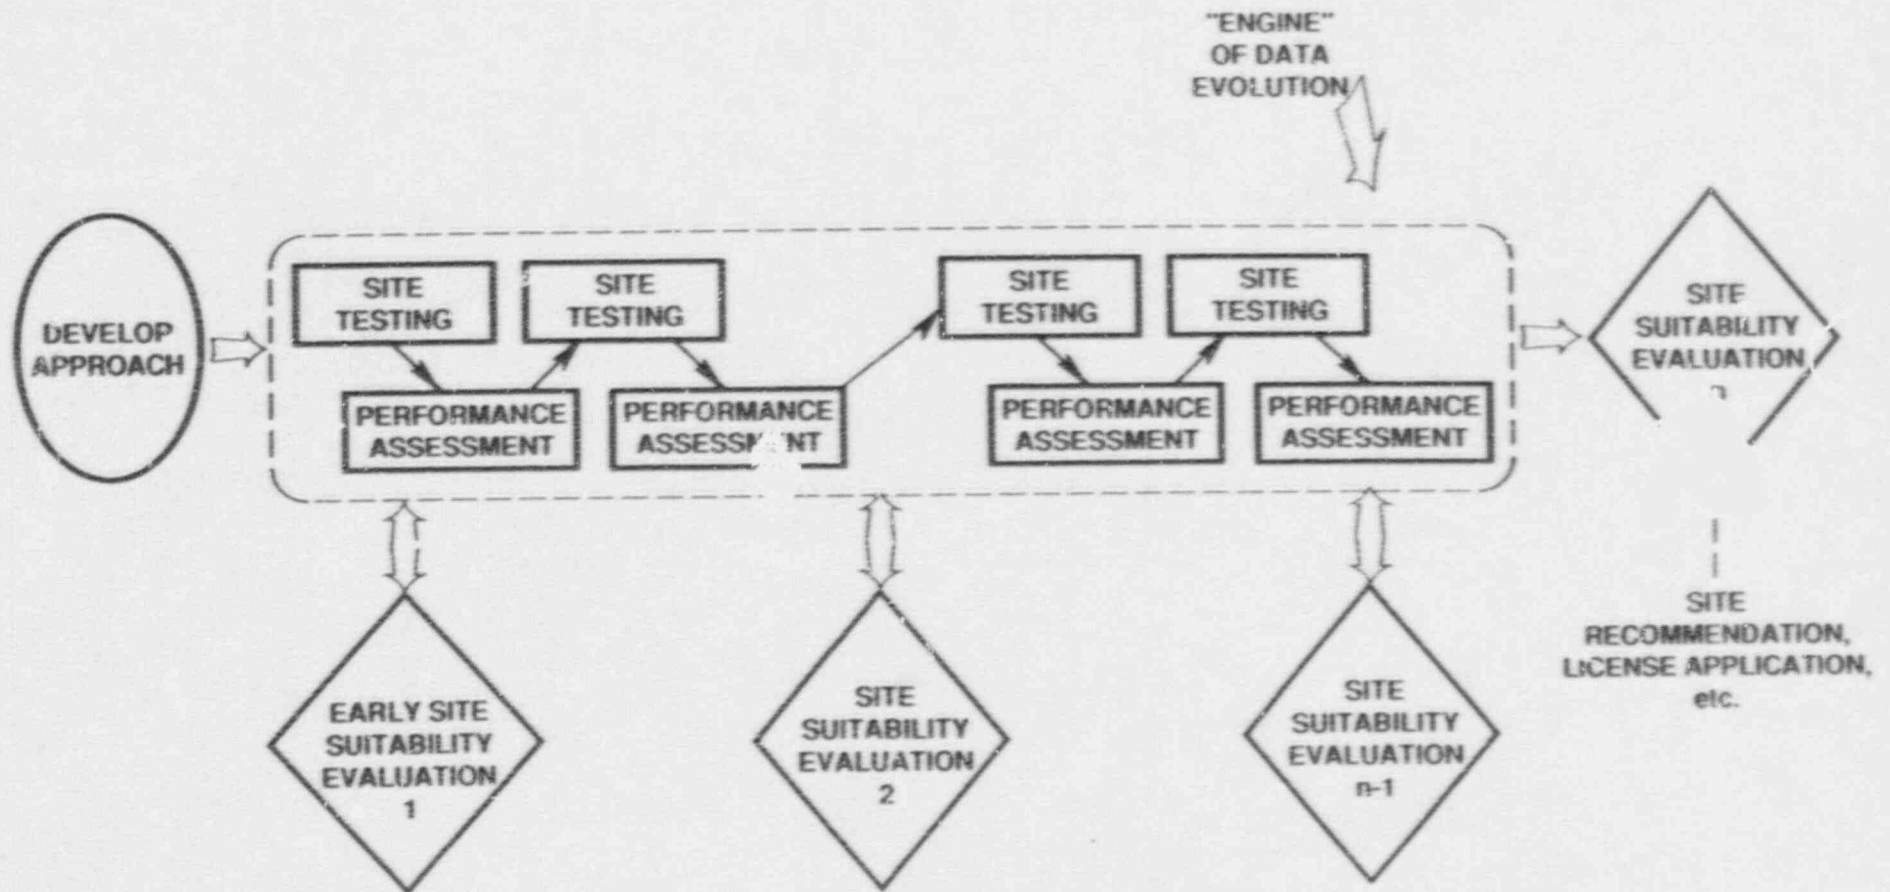 "ENGINE"
OF DATA
EVOLUTION
DEVELOP
APPROACH
SITE
TESTING
SITE
TESTING
SITE
TESTING
SITE
TESTING
PERFORMANCE
ASSESSMENT
PERFORMANCE
ASSESSMENT
PERFORMANCE
ASSESSMENT
PERFORMANCE
ASSESSMENT
SITE
SUITABILITY
EVALUATION
n
EARLY SITE
SUITABILITY
EVALUATION
1
SITE
SUITABILITY
EVALUATION
2
SITE
SUITABILITY
EVALUATION
n-1
SITE
RECOMMENDATION,
LICENSE APPLICATION,
etc.